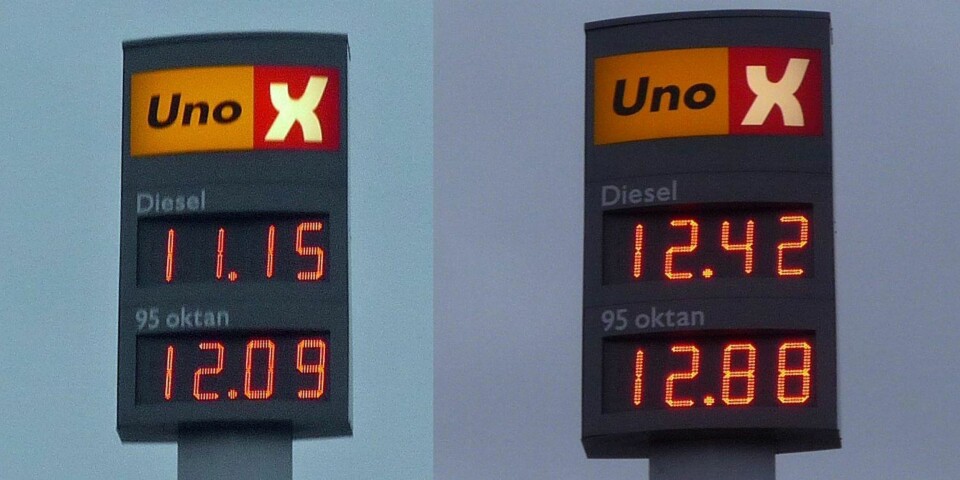 Uno X
Diesel
11.15
95 oktan
12.09
Uno X
Diesel
12.42
95 oktan
12.88